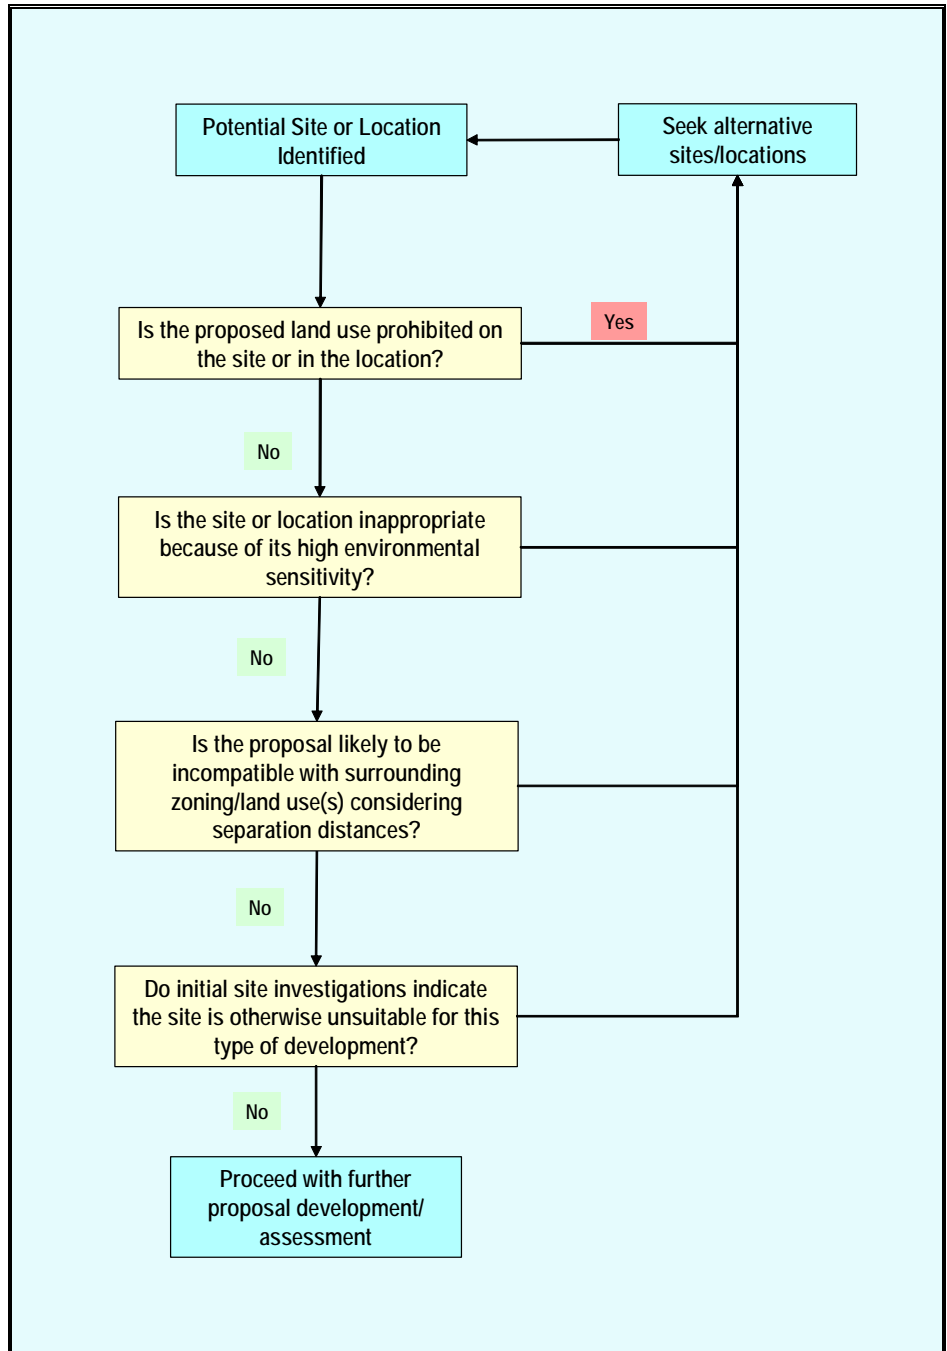 Potential Site or Location
Identified
Seek alternative
sites/locations
Is the proposed land use prohibited on
the site or in the location?
Yes
No
Is the site or location inappropriate
because of its high environmental
sensitivity?
No
Is the proposal likely to be
incompatible with surrounding
zoning/land use(s) considering
separation distances?
No
Do initial site investigations indicate
the site is otherwise unsuitable for this
type of development?
No
Proceed with further
proposal development/
assessment